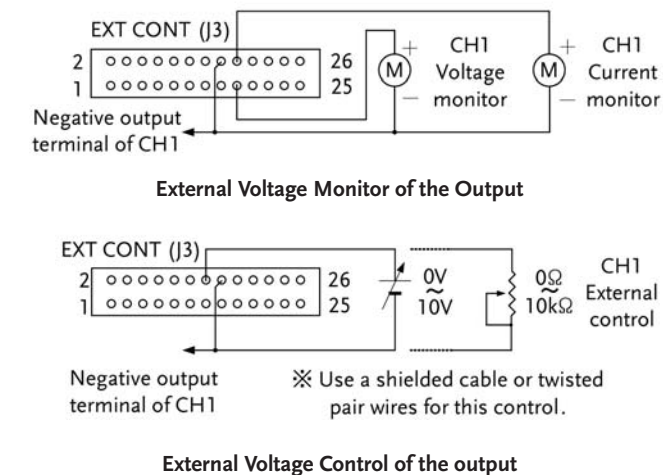 EXT CONT (J3)
2
26
1
25
Negative output
terminal of CH1
M
+
−
CH1
Voltage
monitor
M
+
−
CH1
Current
monitor
External Voltage Monitor of the Output
EXT CONT (J3)
2
26
1
25
Negative output
terminal of CH1
0V
~
10V
0Ω
~
10kΩ
CH1
External
control
※ Use a shielded cable or twisted
pair wires for this control.
External Voltage Control of the output